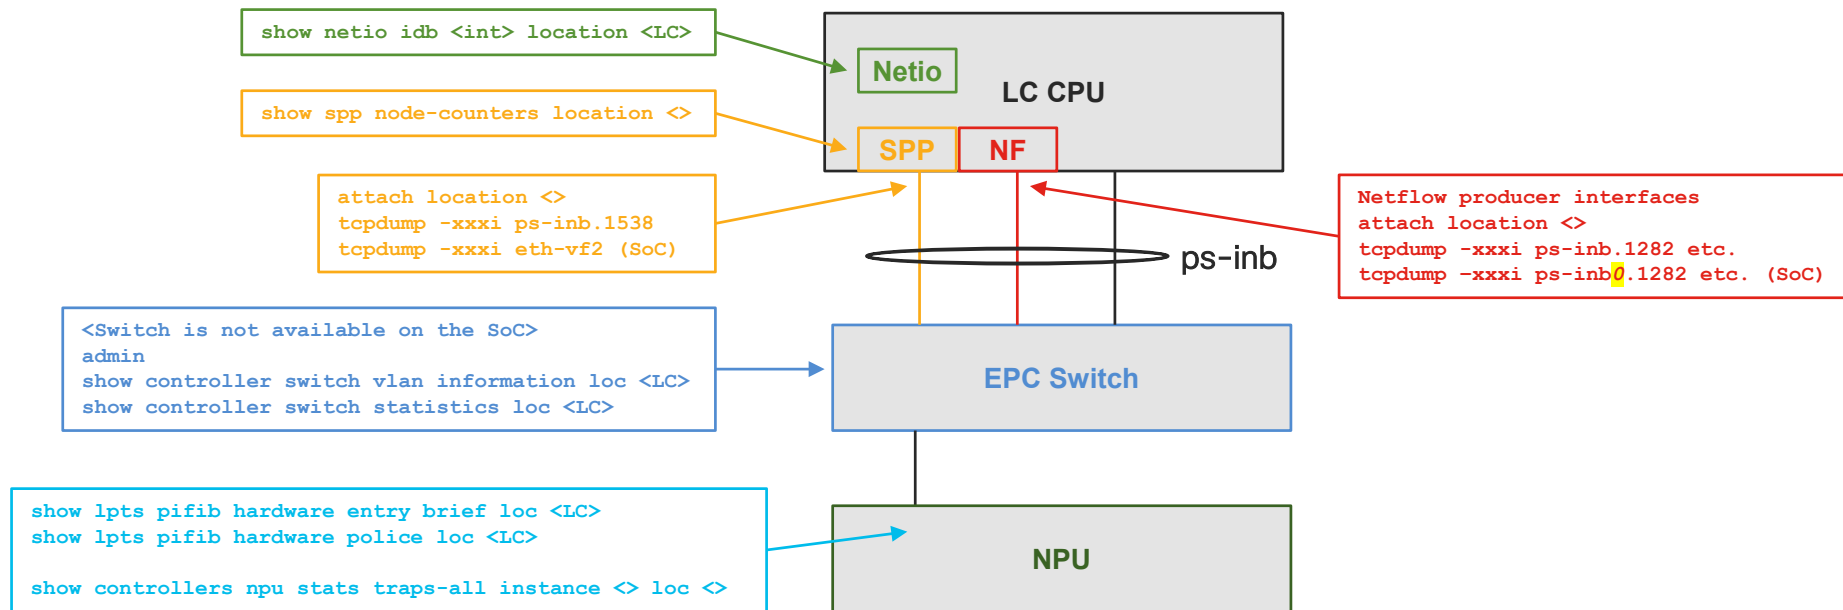 show netio idb <int> location <LC>
Netio
LC CPU
show spp node-counters location <>
SPP
NF
attach location <>
tcpdump -xxxi ps-inb.1538
tcpdump -xxxi eth-vf2 (SoC)
Netflow producer interfaces
attach location <>
tcpdump -xxxi ps-inb.1282 etc.
tcpdump –xxxi ps-inb0.1282 etc. (SoC)
ps-inb
<Switch is not available on the SoC>
admin
show controller switch vlan information loc <LC>
show controller switch statistics loc <LC>
EPC Switch
show lpts pifib hardware entry brief loc <LC>
show lpts pifib hardware police loc <LC>
show controllers npu stats traps-all instance <> loc <>
NPU